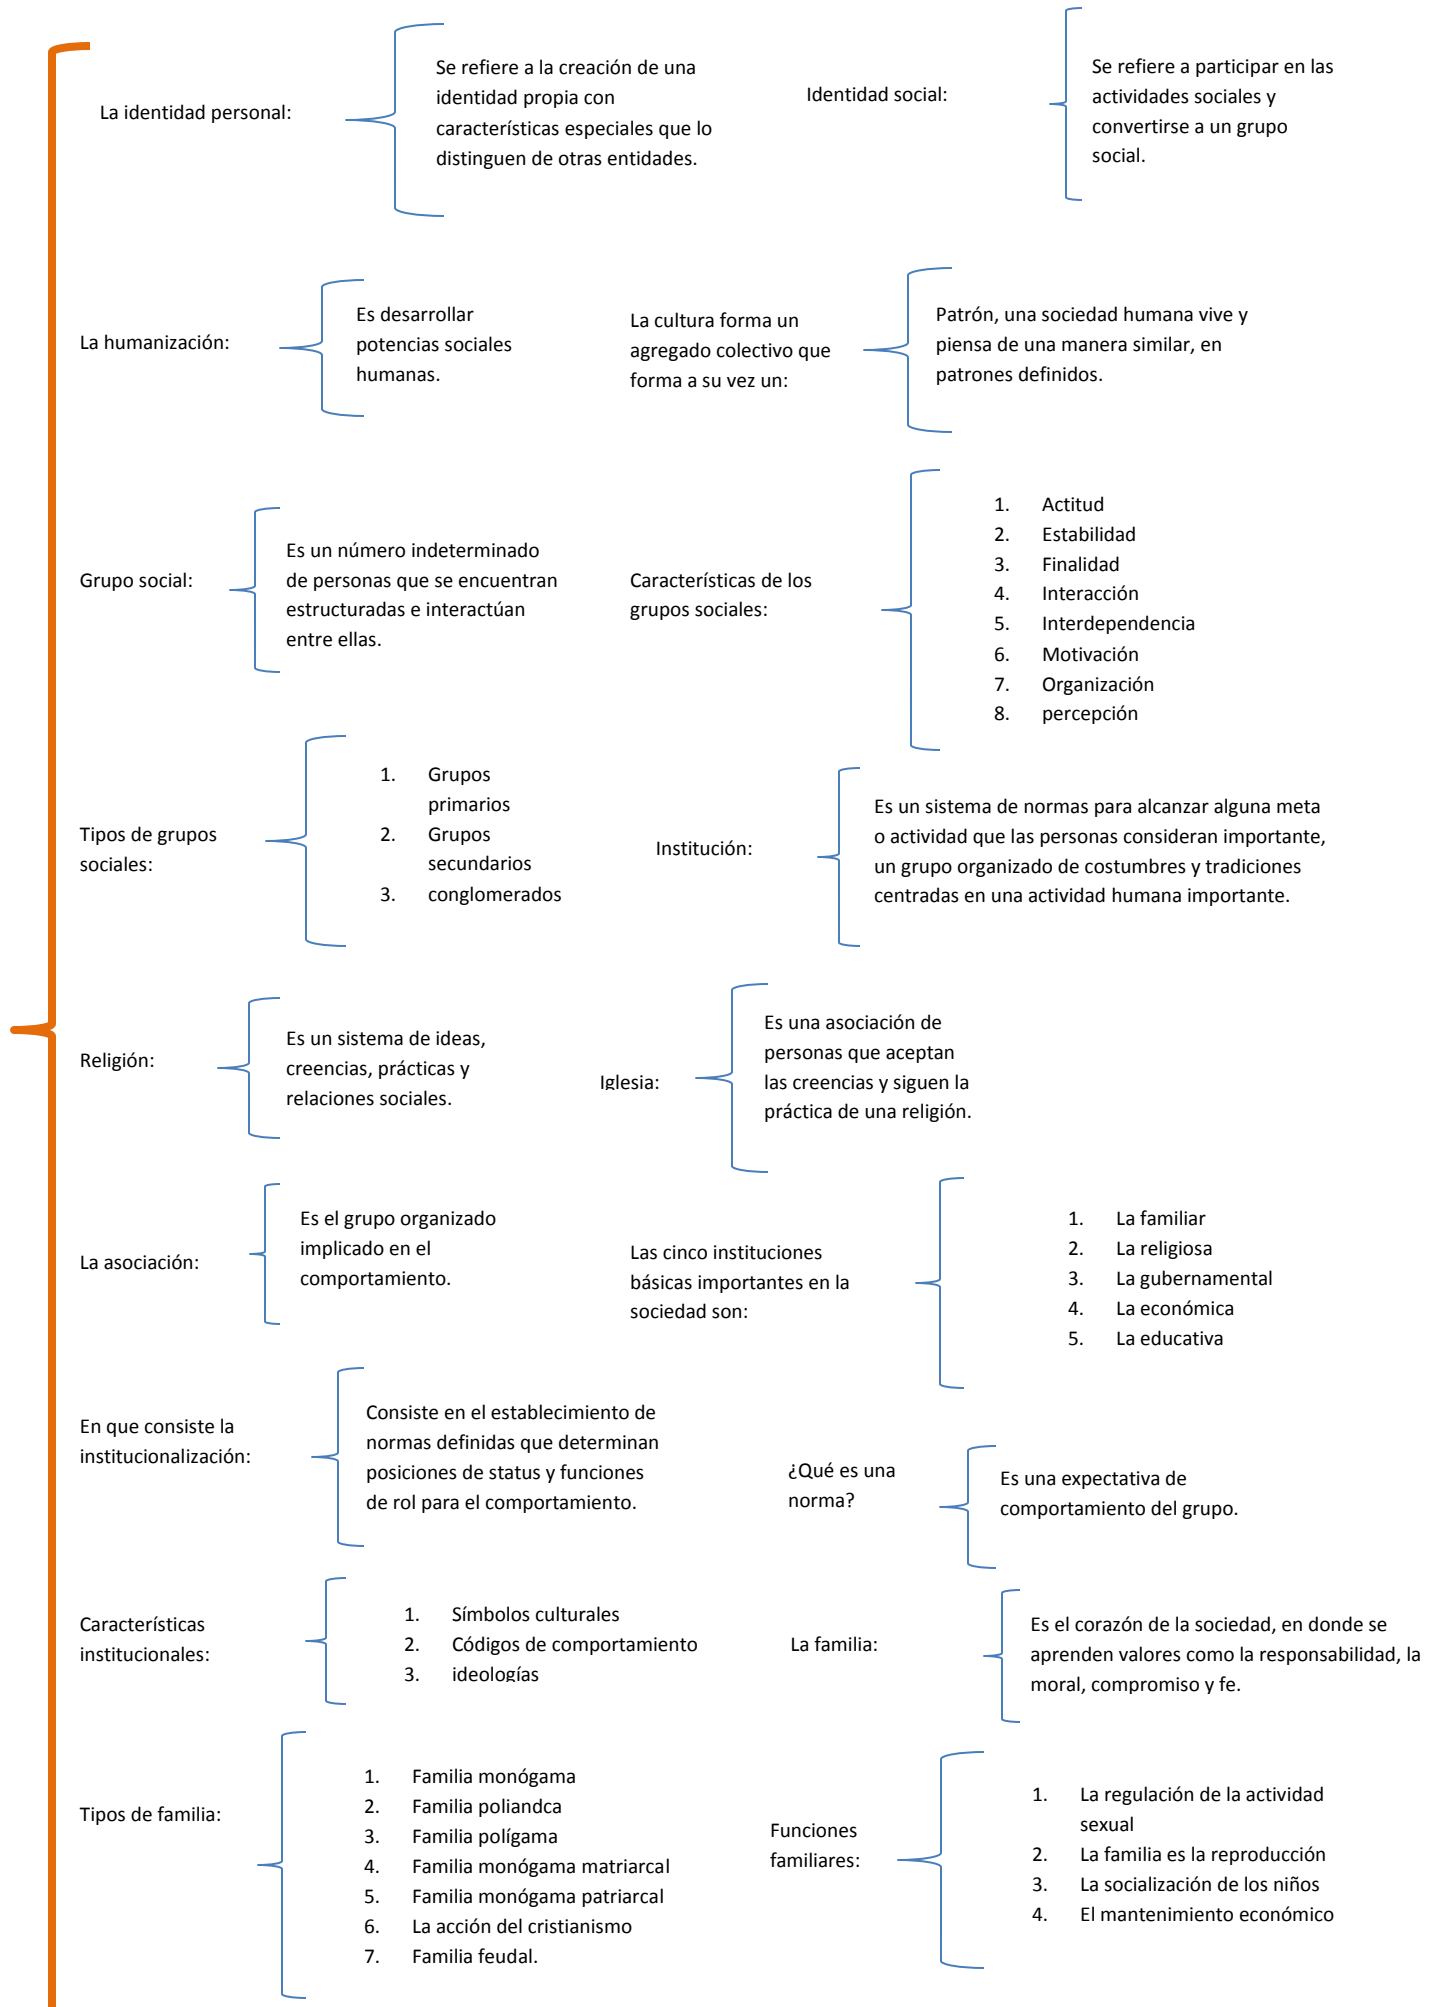 La identidad personal:
Se refiere a la creación de una
identidad propia con
características especiales que lo
distinguen de otras entidades.
Identidad social:
Se refiere a participar en las
actividades sociales y
convertirse a un grupo
social.
La humanización:
Es desarrollar
potencias sociales
humanas.
La cultura forma un
agregado colectivo que
forma a su vez un:
Patrón, una sociedad humana vive y
piensa de una manera similar, en
patrones definidos.
Grupo social:
Es un número indeterminado
de personas que se encuentran
estructuradas e interactúan
entre ellas.
Características de los
grupos sociales:
1. Actitud
2. Estabilidad
3. Finalidad
4. Interacción
5. Interdependencia
6. Motivación
7. Organización
8. percepción
Tipos de grupos
sociales:
1. Grupos
primarios
2. Grupos
secundarios
3. conglomerados
Institución:
Es un sistema de normas para alcanzar alguna meta
o actividad que las personas consideran importante,
un grupo organizado de costumbres y tradiciones
centradas en una actividad humana importante.
Religión:
Es un sistema de ideas,
creencias, prácticas y
relaciones sociales.
Iglesia:
Es una asociación de
personas que aceptan
las creencias y siguen la
práctica de una religión.
La asociación:
Es el grupo organizado
implicado en el
comportamiento.
Las cinco instituciones
básicas importantes en la
sociedad son:
1. La familiar
2. La religiosa
3. La gubernamental
4. La económica
5. La educativa
En que consiste la
institucionalización:
Consiste en el establecimiento de
normas definidas que determinan
posiciones de status y funciones
de rol para el comportamiento.
¿Qué es una
norma?
Es una expectativa de
comportamiento del grupo.
Características
institucionales:
1. Símbolos culturales
2. Códigos de comportamiento
3. ideologías
La familia:
Es el corazón de la sociedad, en donde se
aprenden valores como la responsabilidad, la
moral, compromiso y fe.
Tipos de familia:
1. Familia monógama
2. Familia poliandca
3. Familia polígama
4. Familia monógama matriarcal
5. Familia monógama patriarcal
6. La acción del cristianismo
7. Familia feudal.
Funciones
familiares:
1. La regulación de la actividad
sexual
2. La familia es la reproducción
3. La socialización de los niños
4. El mantenimiento económico